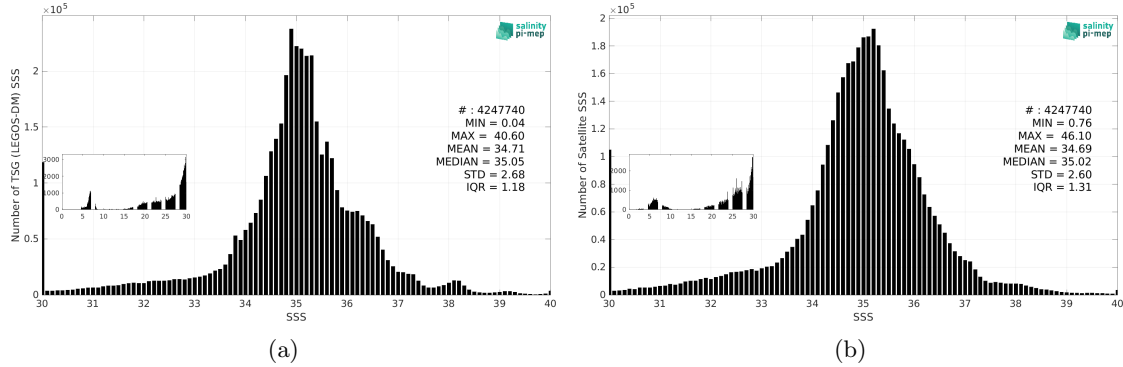 ×10⁵
salinity
pi-mep
Number of TSG (LEGOS-DM) SSS
2
1.5
1
0.5
0
# : 4247740
MIN = 0.04
MAX = 40.60
MEAN = 34.71
MEDIAN = 35.05
STD = 2.68
IQR = 1.18
3000
2000
1000
0
0 5 10 15 20 25 30
30 31 32 33 34 35 36 37 38 39 40
SSS
(a)
×10⁵
salinity
pi-mep
Number of Satellite SSS
2
1.8
1.6
1.4
1.2
1
0.8
0.6
0.4
0.2
0
# : 4247740
MIN = 0.76
MAX = 46.10
MEAN = 34.69
MEDIAN = 35.02
STD = 2.60
IQR = 1.31
2000
1000
0
0 5 10 15 20 25 30
30 31 32 33 34 35 36 37 38 39 40
SSS
(b)